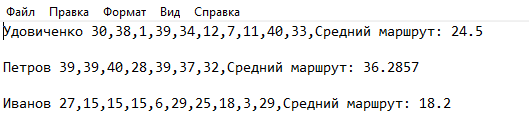 Файл Правка Формат Вид Справка
Удовиченко 30,38,1,39,34,12,7,11,40,33,Средний маршрут: 24.5
Петров 39,39,40,28,39,37,32,Средний маршрут: 36.2857
Иванов 27,15,15,15,6,29,25,18,3,29,Средний маршрут: 18.2